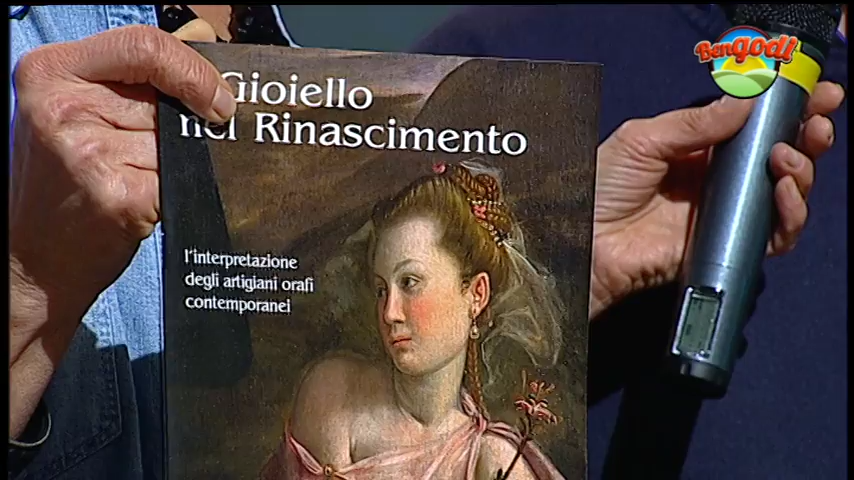 Bengodi
Gioiello
nel Rinascimento
l'interpretazione
degli artigiani orafi
contemporanei